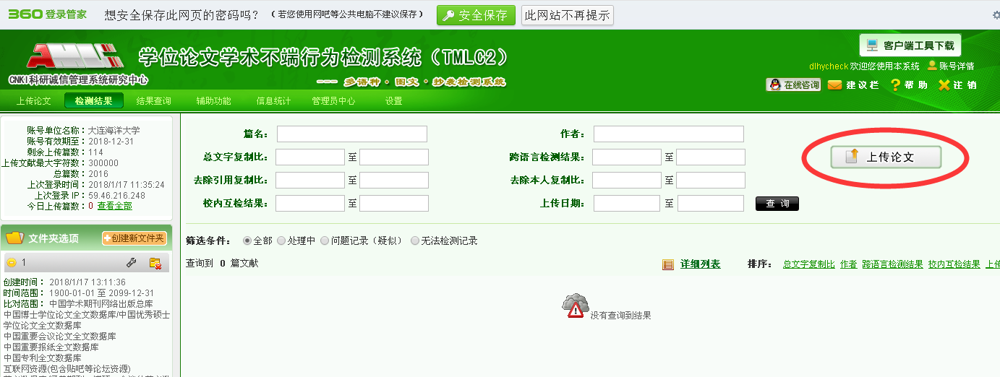 360 登录管家 想安全保存此网页的密码吗？ （若您使用网吧等公共电脑不建议保存） 安全保存 此网站不再提示
学位论文学术不端行为检测系统（TMLC2） 客户端工具下载
AMLC
dlhycheck 欢迎您使用本系统 账号详情
CNKI科研诚信管理系统研究中心 --- 多语种 · 图文 · 抄袭检测系统 在线咨询 建议栏 帮助 注销
上传论文 检测结果 结果查询 辅助功能 信息统计 管理员中心 设置
账号单位名称：大连海洋大学
账号有效期至：2018-12-31
剩余上传篇数：114
上传文献最大字符数：300000
总篇数：2016
上次登录时间：2018/1/17 11:35:24
上次登录 IP：59.46.216.248
今日上传篇数：0 查看全部
文件夹选项 创建新文件夹
1
创建时间： 2018/1/17 13:11:36
时间范围： 1900-01-01 至 2099-12-31
比对范围： 中国学术期刊网络出版总库
中国博士学位论文全文数据库/中国优秀硕士
学位论文全文数据库
中国重要会议论文全文数据库
中国重要报纸全文数据库
中国专利全文数据库
互联网资源(包含贴吧等论坛资源)
篇名： 作者：
总文字复制比： 至 跨语言检测结果： 至 上传论文
去除引用复制比： 至 去除本人复制比： 至
校内互检结果： 至 上传日期： 至 查 询
筛选条件： 全部 处理中 问题记录（疑似） 无法检测记录
查询到 0 篇文献 详细列表 排序： 总文字复制比 作者 跨语言检测结果 校内互检结果 上传
没有查询到结果